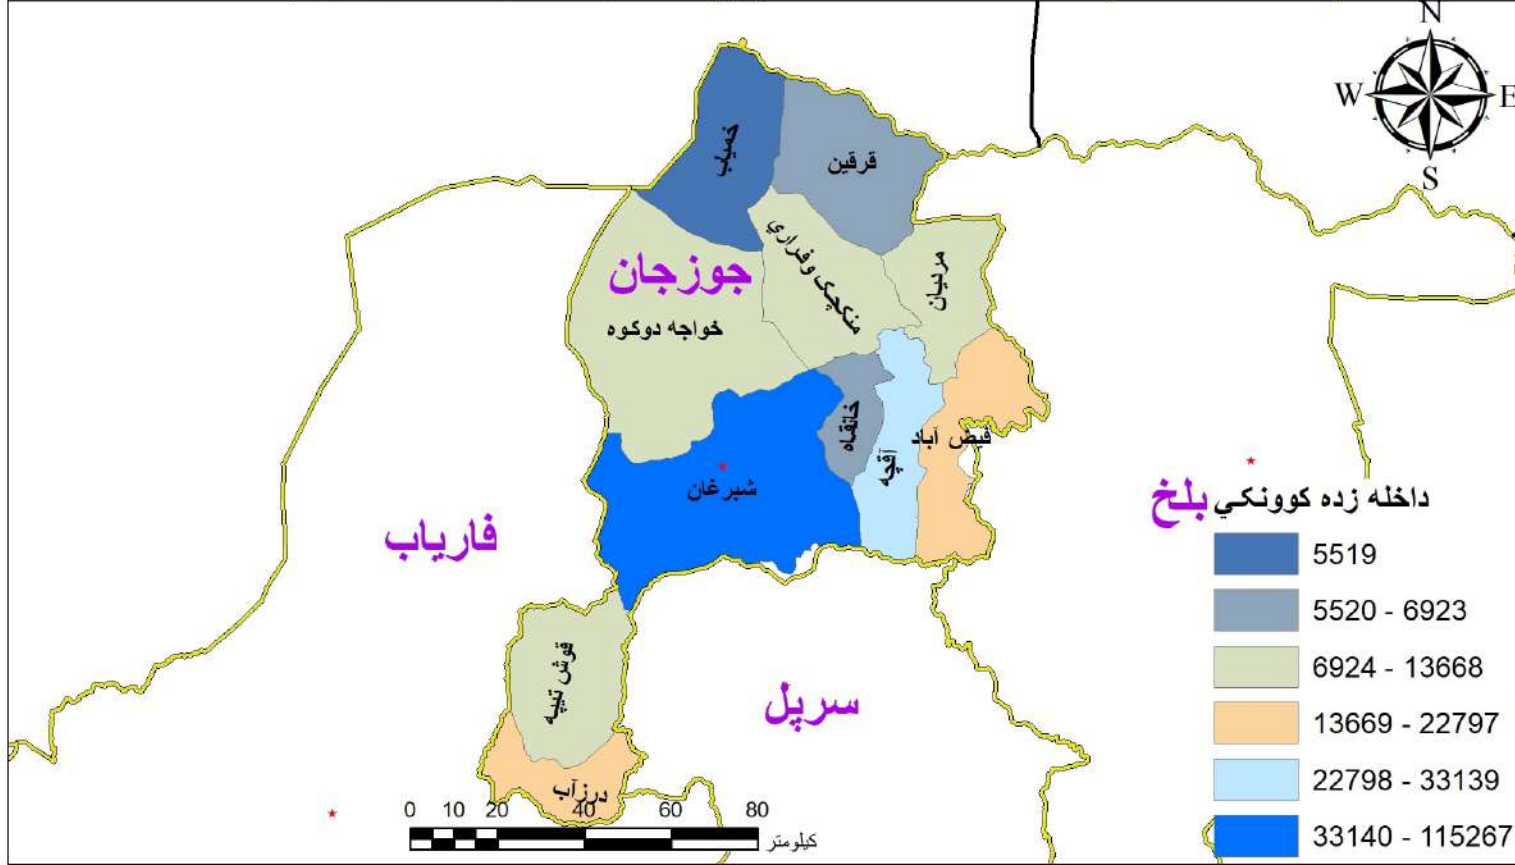 N
W E
S
خمیاب
قرقین
منکجک وفراري
مردیان
جوزجان
خواجه دوکوه
خانقاه
آقچه
فیض آباد
شبرغان
فاریاب
بلخ
سرپل
قوش تیپه
درزآب
داخله زده کوونکي
5519
5520 - 6923
6924 - 13668
13669 - 22797
22798 - 33139
33140 - 115267
0 10 20 40 60 80
کیلومتر